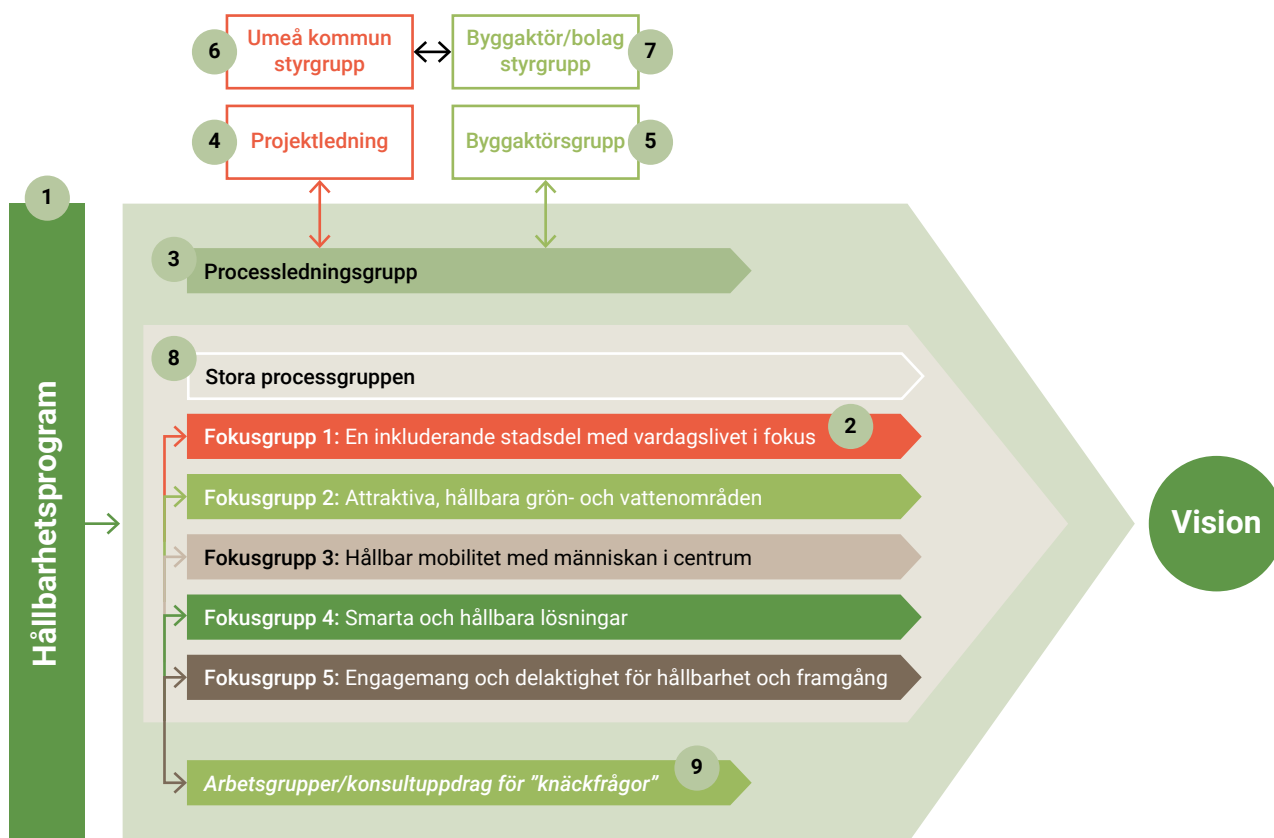 6
Umeå kommun
styrgrupp
Byggaktör/bolag
styrgrupp
7
4
Projektledning
Byggaktörsgrupp
5
1
Hållbarhetsprogram
3
Processledningsgrupp
8
Stora processgruppen
Fokusgrupp 1: En inkluderande stadsdel med vardagslivet i fokus
2
Fokusgrupp 2: Attraktiva, hållbara grön- och vattenområden
Fokusgrupp 3: Hållbar mobilitet med människan i centrum
Fokusgrupp 4: Smarta och hållbara lösningar
Fokusgrupp 5: Engagemang och delaktighet för hållbarhet och framgång
Arbetsgrupper/konsultuppdrag för ”knäckfrågor”
9
Vision